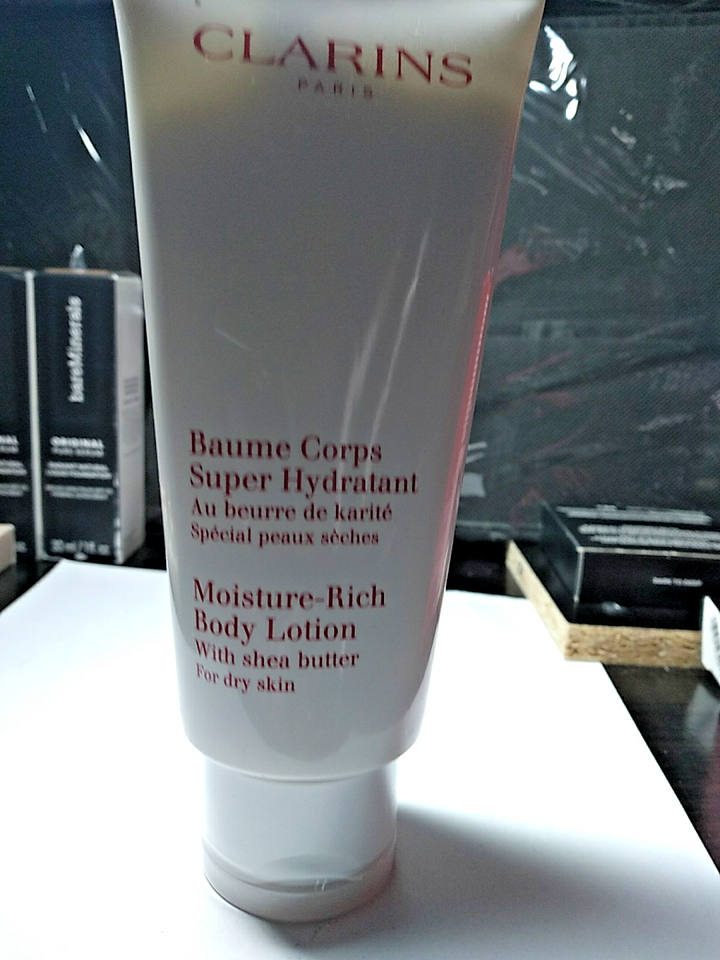 CLARINS
PARIS
Baume Corps
Super Hydratant
Au beurre de karité
Spécial peaux sèches
Moisture-Rich
Body Lotion
With shea butter
For dry skin
bareMinerals
ORIGINAL